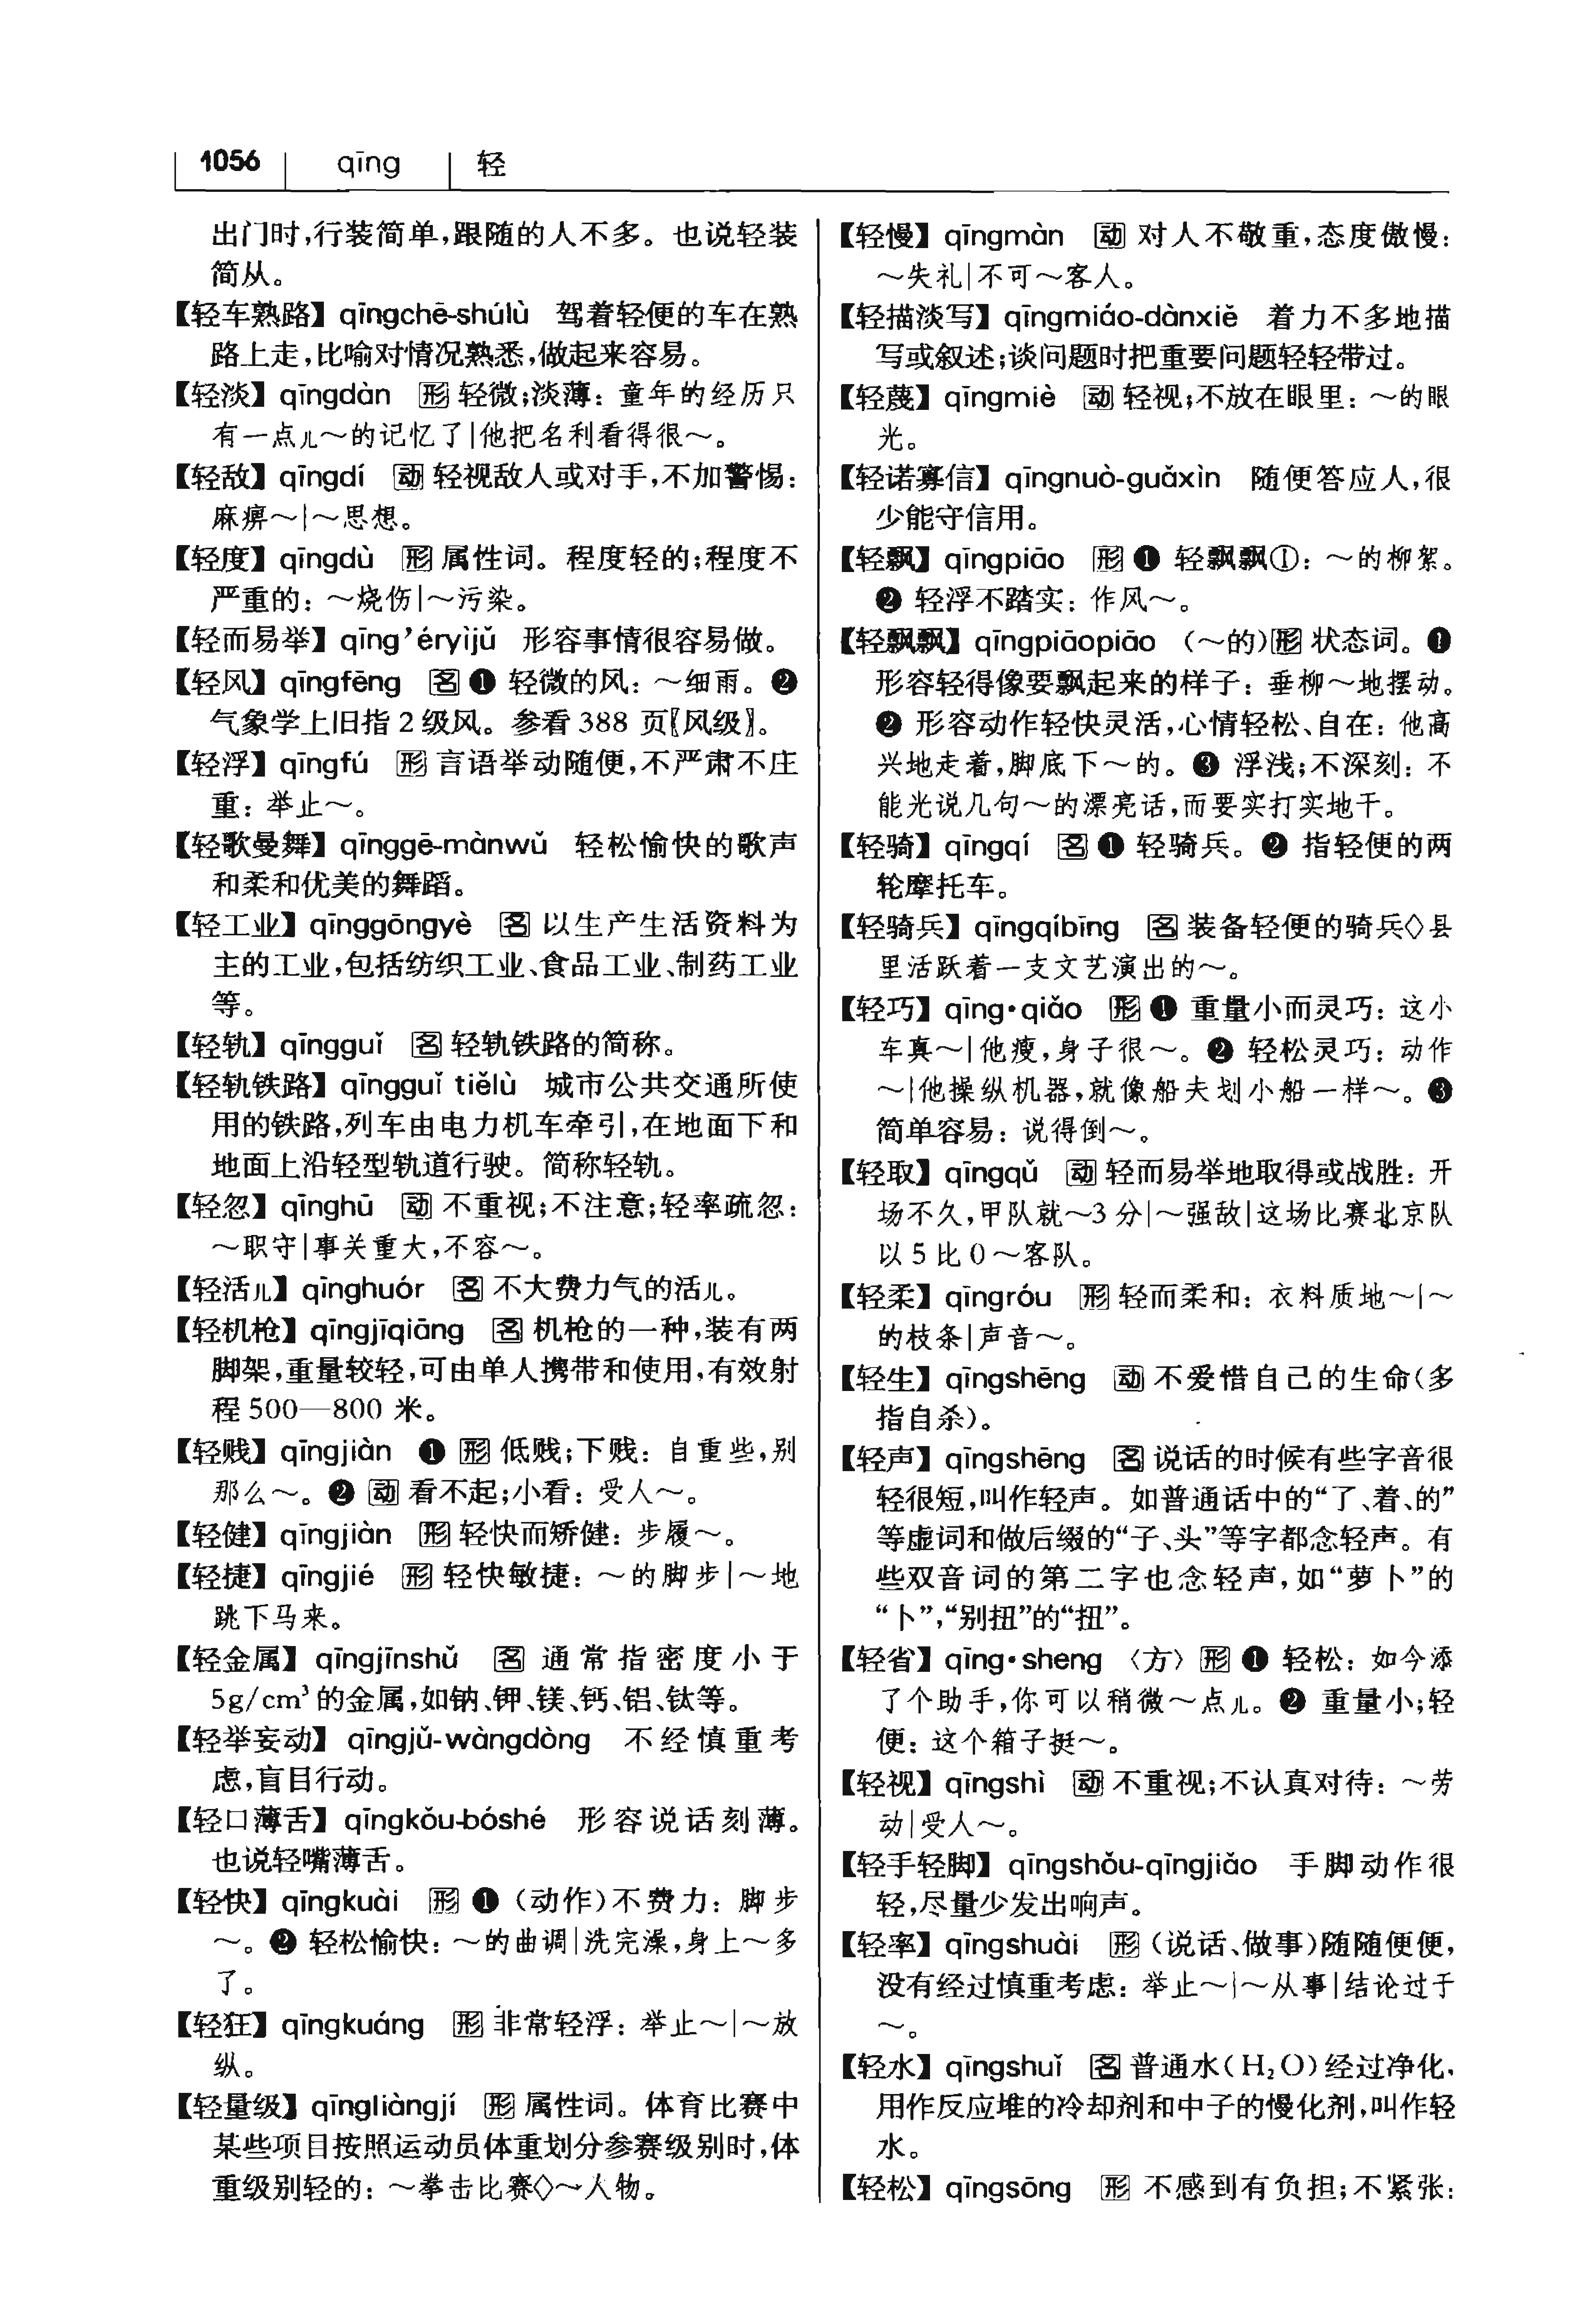 1056 qīng 轻
出门时,行装简单,跟随的人不多。也说轻装
简从。
【轻车熟路】qīngchē-shúlù 驾着轻便的车在熟
路上走,比喻对情况熟悉,做起来容易。
【轻淡】qīngdàn 形 轻微;淡薄：童年的经历只
有一点儿～的记忆了|他把名利看得很～。
【轻敌】qīngdí 动 轻视敌人或对手,不加警惕：
麻痹～|～思想。
【轻度】qīngdù 形 属性词。程度轻的;程度不
严重的：～烧伤|～污染。
【轻而易举】qīng’éryìjǔ 形容事情很容易做。
【轻风】qīngfēng 名 ❶ 轻微的风：～细雨。❷
气象学上旧指 2 级风。参看 388 页〖风级〗。
【轻浮】qīngfú 形 言语举动随便,不严肃不庄
重：举止～。
【轻歌曼舞】qīnggē-mànwǔ 轻松愉快的歌声
和柔和优美的舞蹈。
【轻工业】qīnggōngyè 名 以生产生活资料为
主的工业,包括纺织工业、食品工业、制药工业
等。
【轻轨】qīngguǐ 名 轻轨铁路的简称。
【轻轨铁路】qīngguǐ tiělù 城市公共交通所使
用的铁路,列车由电力机车牵引,在地面下和
地面上沿轻型轨道行驶。简称轻轨。
【轻忽】qīnghū 动 不重视;不注意;轻率疏忽：
～职守|事关重大,不容～。
【轻活儿】qīnghuór 名 不大费力气的活儿。
【轻机枪】qīngjīqiāng 名 机枪的一种,装有两
脚架,重量较轻,可由单人携带和使用,有效射
程 500—800 米。
【轻贱】qīngjiàn ❶ 形 低贱;下贱：自重些,别
那么～。❷ 动 看不起;小看：受人～。
【轻健】qīngjiàn 形 轻快而矫健：步履～。
【轻捷】qīngjié 形 轻快敏捷：～的脚步|～地
跳下马来。
【轻金属】qīngjīnshǔ 名 通常指密度小于
5g/cm³ 的金属,如钠、钾、镁、钙、铝、钛等。
【轻举妄动】qīngjǔ-wàngdòng 不经慎重考
虑,盲目行动。
【轻口薄舌】qīngkǒu-bóshé 形容说话刻薄。
也说轻嘴薄舌。
【轻快】qīngkuài 形 ❶（动作）不费力：脚步
～。❷ 轻松愉快：～的曲调|洗完澡,身上～多
了。
【轻狂】qīngkuáng 形 非常轻浮：举止～|～放
纵。
【轻量级】qīngliàngjí 形 属性词。体育比赛中
某些项目按照运动员体重划分参赛级别时,体
重级别轻的：～拳击比赛◇～人物。
【轻慢】qīngmàn 动 对人不敬重,态度傲慢：
～失礼|不可～客人。
【轻描淡写】qīngmiáo-dànxiě 着力不多地描
写或叙述;谈问题时把重要问题轻轻带过。
【轻蔑】qīngmiè 动 轻视;不放在眼里：～的眼
光。
【轻诺寡信】qīngnuò-guǎxìn 随便答应人,很
少能守信用。
【轻飘】qīngpiāo 形 ❶ 轻飘飘①：～的柳絮。
❷ 轻浮不踏实：作风～。
【轻飘飘】qīngpiāopiāo （～的）形 状态词。❶
形容轻得像要飘起来的样子：垂柳～地摆动。
❷ 形容动作轻快灵活,心情轻松、自在：他高
兴地走着,脚底下～的。❸ 浮浅;不深刻：不
能光说几句～的漂亮话,而要实打实地干。
【轻骑】qīngqí 名 ❶ 轻骑兵。❷ 指轻便的两
轮摩托车。
【轻骑兵】qīngqíbīng 名 装备轻便的骑兵◇县
里活跃着一支文艺演出的～。
【轻巧】qīng·qiǎo 形 ❶ 重量小而灵巧：这小
车真～|他瘦,身子很～。❷ 轻松灵巧：动作
～|他操纵机器,就像船夫划小船一样～。❸
简单容易：说得倒～。
【轻取】qīngqǔ 动 轻而易举地取得或战胜：开
场不久,甲队就～3 分|～强敌|这场比赛北京队
以 5 比 0～客队。
【轻柔】qīngróu 形 轻而柔和：衣料质地～|～
的枝条|声音～。
【轻生】qīngshēng 动 不爱惜自己的生命（多
指自杀）。
【轻声】qīngshēng 名 说话的时候有些字音很
轻很短,叫作轻声。如普通话中的“了、着、的”
等虚词和做后缀的“子、头”等字都念轻声。有
些双音词的第二字也念轻声,如“萝卜”的
“卜”,“别扭”的“扭”。
【轻省】qīng·sheng 〈方〉形 ❶ 轻松：如今添
了个助手,你可以稍微～点儿。❷ 重量小;轻
便：这个箱子挺～。
【轻视】qīngshì 动 不重视;不认真对待：～劳
动|受人～。
【轻手轻脚】qīngshǒu-qīngjiǎo 手脚动作很
轻,尽量少发出响声。
【轻率】qīngshuài 形（说话、做事）随随便便,
没有经过慎重考虑：举止～|～从事|结论过于
～。
【轻水】qīngshuǐ 名 普通水（H₂O）经过净化,
用作反应堆的冷却剂和中子的慢化剂,叫作轻
水。
【轻松】qīngsōng 形 不感到有负担;不紧张：